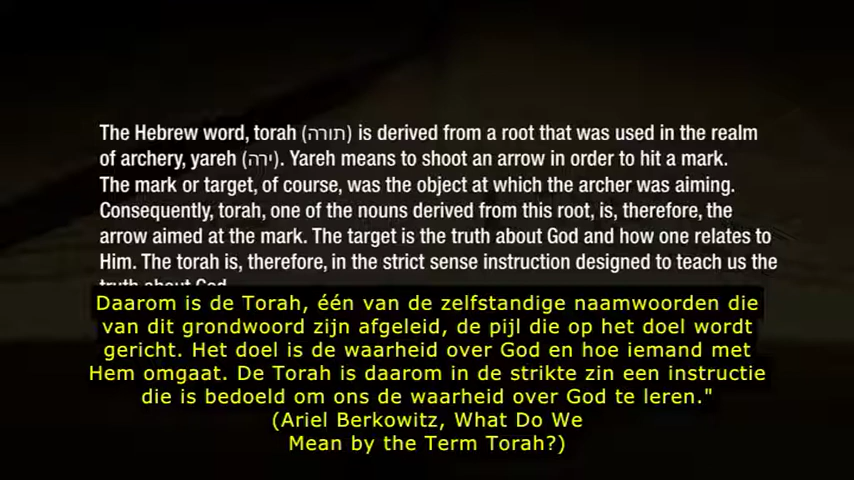 The Hebrew word, torah (תורה) is derived from a root that was used in the realm
of archery, yareh (ירה). Yareh means to shoot an arrow in order to hit a mark.
The mark or target, of course, was the object at which the archer was aiming.
Consequently, torah, one of the nouns derived from this root, is, therefore, the
arrow aimed at the mark. The target is the truth about God and how one relates to
Him. The torah is, therefore, in the strict sense instruction designed to teach us the
truth about God
Daarom is de Torah, één van de zelfstandige naamwoorden die
van dit grondwoord zijn afgeleid, de pijl die op het doel wordt
gericht. Het doel is de waarheid over God en hoe iemand met
Hem omgaat. De Torah is daarom in de strikte zin een instructie
die is bedoeld om ons de waarheid over God te leren."
(Ariel Berkowitz, What Do We
Mean by the Term Torah?)